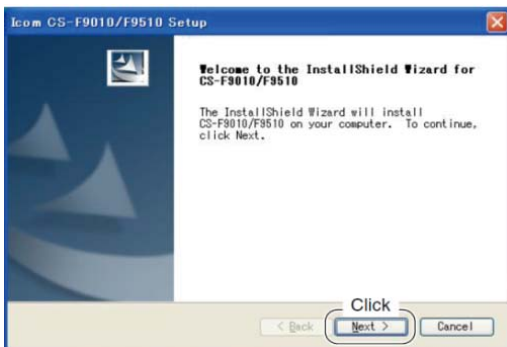 Icom CS-F9010/F9510 Setup
Welcome to the InstallShield Wizard for
CS-F9010/F9510
The InstallShield Wizard will install
CS-F9010/F9510 on your computer. To continue,
click Next.
Click
< Back Next > Cancel